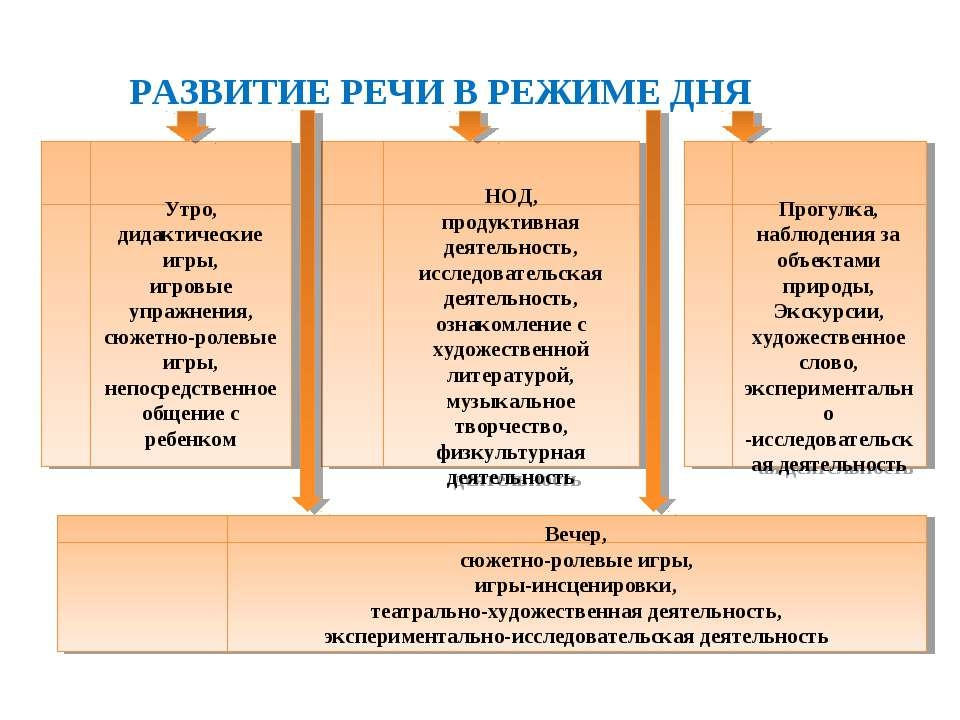 РАЗВИТИЕ РЕЧИ В РЕЖИМЕ ДНЯ
Утро,
дидактические
игры,
игровые
упражнения,
сюжетно-ролевые
игры,
непосредственное
общение с
ребенком
НОД,
продуктивная
деятельность,
исследовательская
деятельность,
ознакомление с
художественной
литературой,
музыкальное
творчество,
физкультурная
деятельность
Прогулка,
наблюдения за
объектами
природы,
Экскурсии,
художественное
слово,
экспериментальн
о
-исследовательск
ая деятельность
Вечер,
сюжетно-ролевые игры,
игры-инсценировки,
театрально-художественная деятельность,
экспериментально-исследовательская деятельность